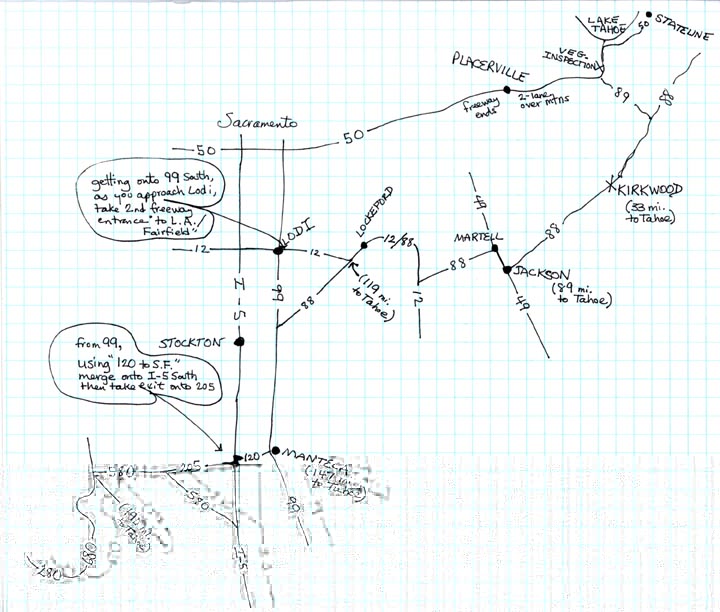 LAKE
TAHOE
50
STATELINE
VEG.
INSPECTION
PLACERVILLE
freeway
ends
2-lane
over mtns
89
88
Sacramento
50
50
getting onto 99 South,
as you approach Lodi,
take 2nd freeway
entrance "to L.A./
Fairfield"
KIRKWOOD
(33 mi.
to Tahoe)
49
LODI
LOCKEFORD
12
12
12/88
MARTELL
88
88
JACKSON
(89 mi.
to Tahoe)
49
(119 mi.
to Tahoe)
12
I-5
99
88
from 99,
using "120 to S.F."
merge onto I-5 South
then take exit onto 205
STOCKTON
120
MANTECA
to Tahoe)
580
205
580
99
to Tahoe)
680
280
I-5